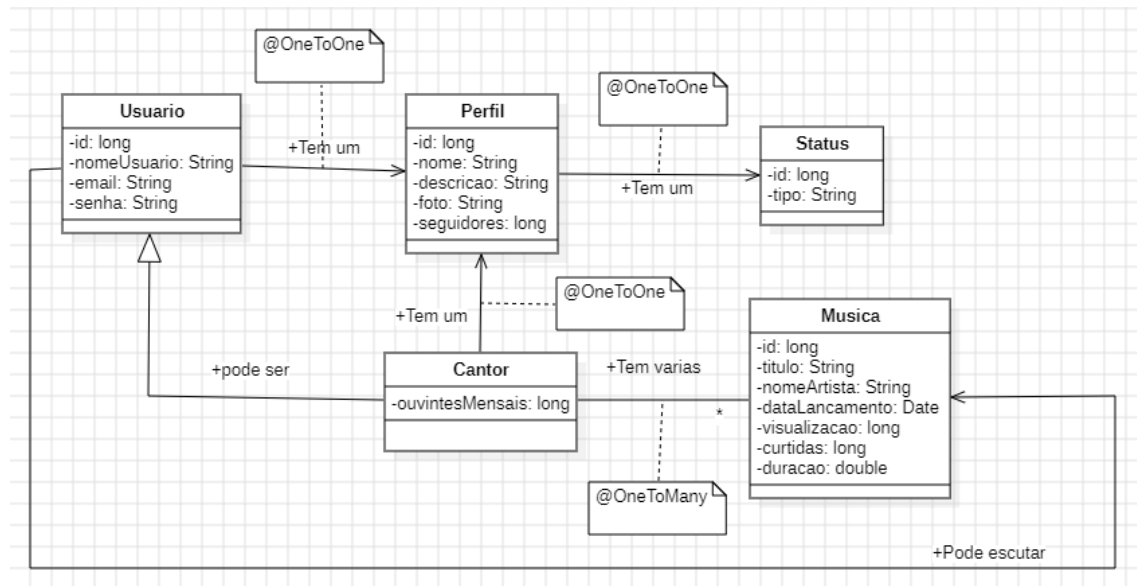 @OneToOne
@OneToOne
Usuario
-id: long
-nomeUsuario: String
-email: String
-senha: String
+Tem um
Perfil
-id: long
-nome: String
-descricao: String
-foto: String
-seguidores: long
+Tem um
Status
-id: long
-tipo: String
@OneToOne
+Tem um
+pode ser
Cantor
-ouvintesMensais: long
+Tem varias
*
@OneToMany
Musica
-id: long
-titulo: String
-nomeArtista: String
-dataLancamento: Date
-visualizacao: long
-curtidas: long
-duracao: double
+Pode escutar